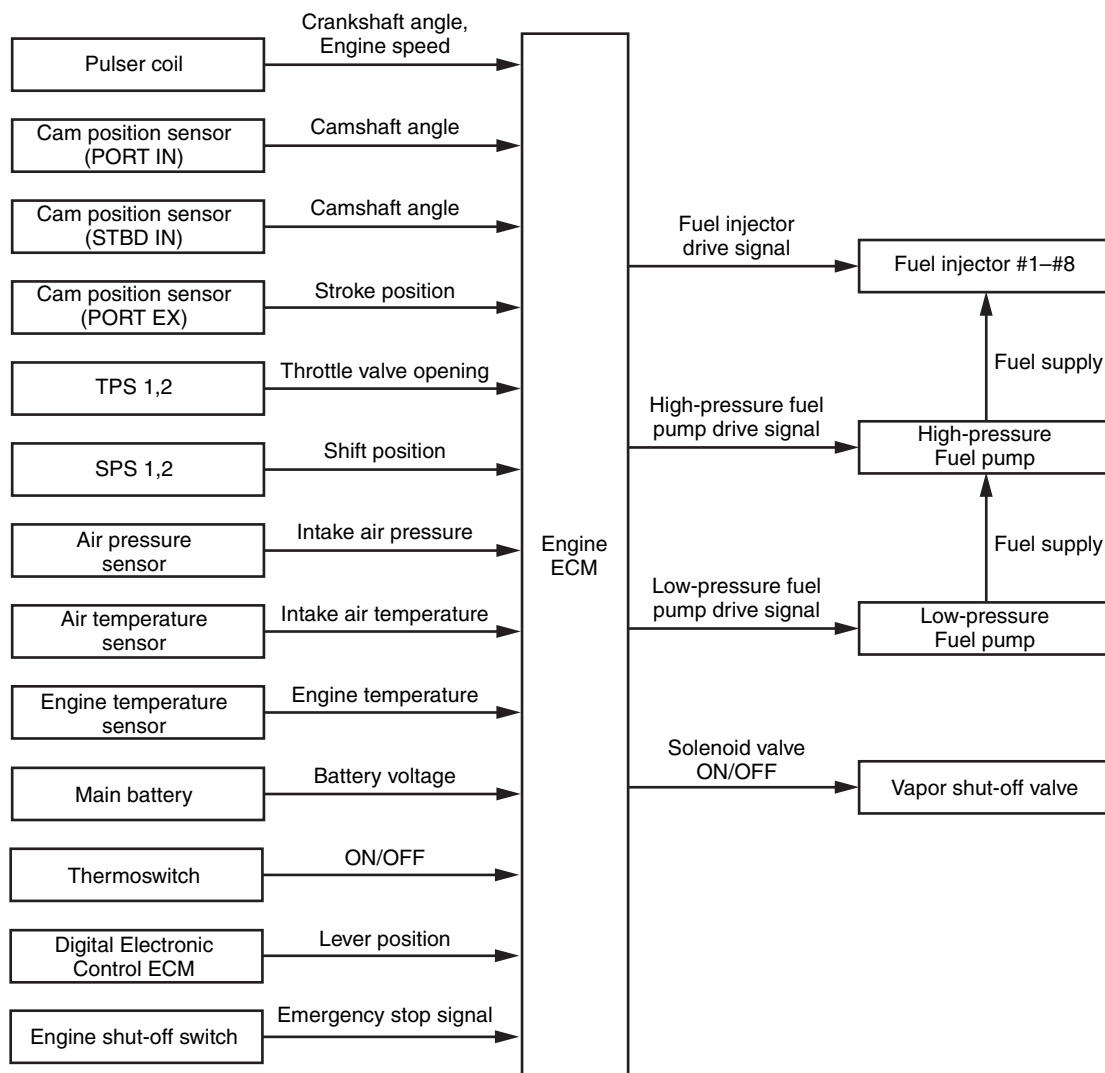 Crankshaft angle,
Engine speed
Pulser coil
Cam position sensor
(PORT IN)
Camshaft angle
Cam position sensor
(STBD IN)
Camshaft angle
Cam position sensor
(PORT EX)
Stroke position
TPS 1,2
Throttle valve opening
SPS 1,2
Shift position
Air pressure
sensor
Intake air pressure
Air temperature
sensor
Intake air temperature
Engine temperature
sensor
Engine temperature
Main battery
Battery voltage
Thermoswitch
ON/OFF
Digital Electronic
Control ECM
Lever position
Engine shut-off switch
Emergency stop signal
Engine
ECM
Fuel injector
drive signal
Fuel injector #1–#8
Fuel supply
High-pressure fuel
pump drive signal
High-pressure
Fuel pump
Fuel supply
Low-pressure fuel
pump drive signal
Low-pressure
Fuel pump
Solenoid valve
ON/OFF
Vapor shut-off valve